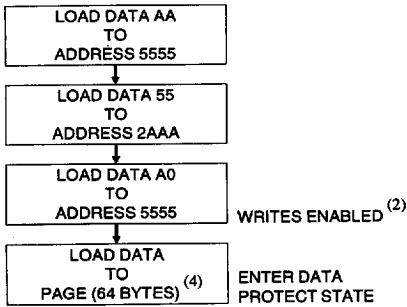 LOAD DATA AA
TO
ADDRESS 5555
LOAD DATA 55
TO
ADDRESS 2AAA
LOAD DATA A0
TO
ADDRESS 5555
WRITES ENABLED (2)
LOAD DATA
TO
PAGE (64 BYTES) (4)
ENTER DATA
PROTECT STATE